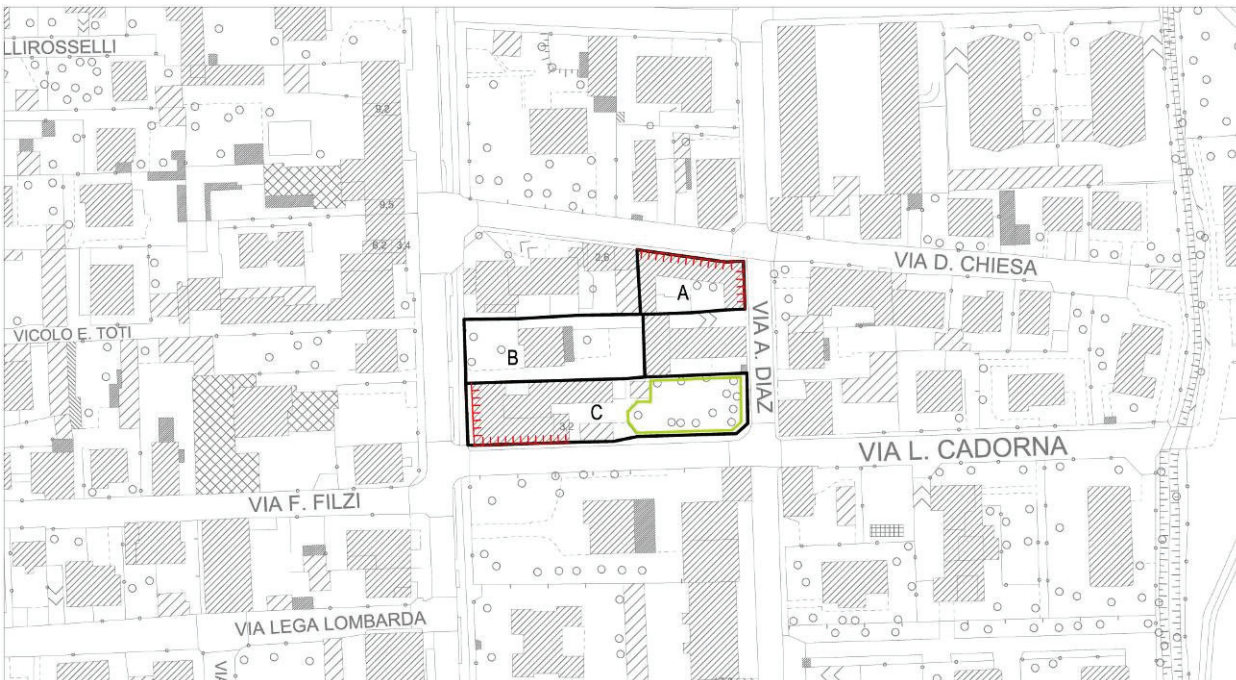 LLIROSSELLI
9,2
9,5
6,2 3,4
2,6
VIA D. CHIESA
A
VIA A. DIAZ
VICOLO E. TOTI
B
C
3,2
VIA L. CADORNA
VIA F. FILZI
VIA LEGA LOMBARDA
VIA